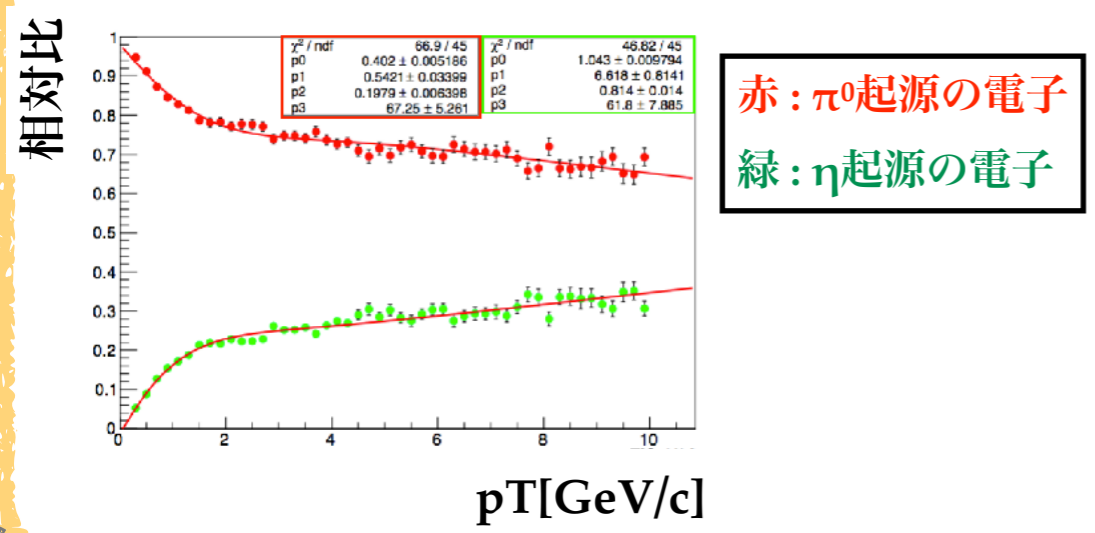 相対比
1
0.9
0.8
0.7
0.6
0.5
0.4
0.3
0.2
0.1
0
0 2 4 6 8 10
χ² / ndf 66.9 / 45
p0 0.402 ± 0.005186
p1 0.5421 ± 0.03399
p2 0.1979 ± 0.006398
p3 67.25 ± 5.261
χ² / ndf 46.82 / 45
p0 1.043 ± 0.009794
p1 6.618 ± 0.8141
p2 0.814 ± 0.014
p3 61.8 ± 7.885
pT[GeV/c]
赤 : π⁰起源の電子
緑 : η起源の電子